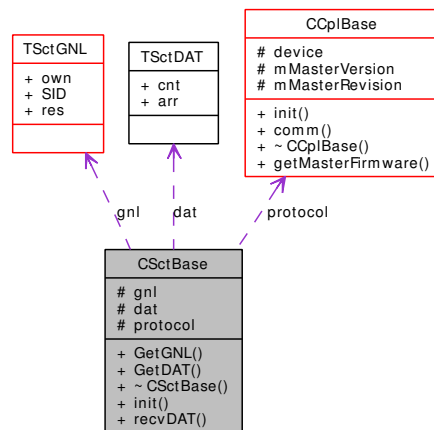 CCplBase
# device
# mMasterVersion
# mMasterRevision
+ init()
+ comm()
+ ~ CCplBase()
+ getMasterFirmware()
TSctGNL
+ own
+ SID
+ res
TSctDAT
+ cnt
+ arr
gnl
dat
protocol
CSctBase
# gnl
# dat
# protocol
+ GetGNL()
+ GetDAT()
+ ~ CSctBase()
+ init()
+ recvDAT()